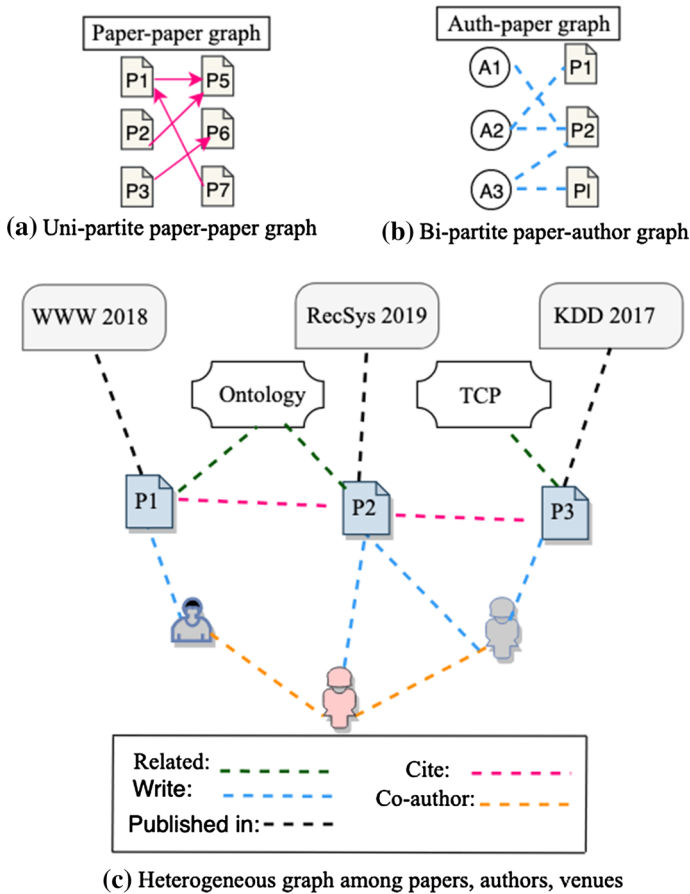 Paper-paper graph
P1 P5
P2 P6
P3 P7
(a) Uni-partite paper-paper graph
Auth-paper graph
A1 P1
A2 P2
A3 PI
(b) Bi-partite paper-author graph
WWW 2018
RecSys 2019
KDD 2017
Ontology
TCP
P1
P2
P3
Related:
Write:
Published in:
Cite:
Co-author:
(c) Heterogeneous graph among papers, authors, venues